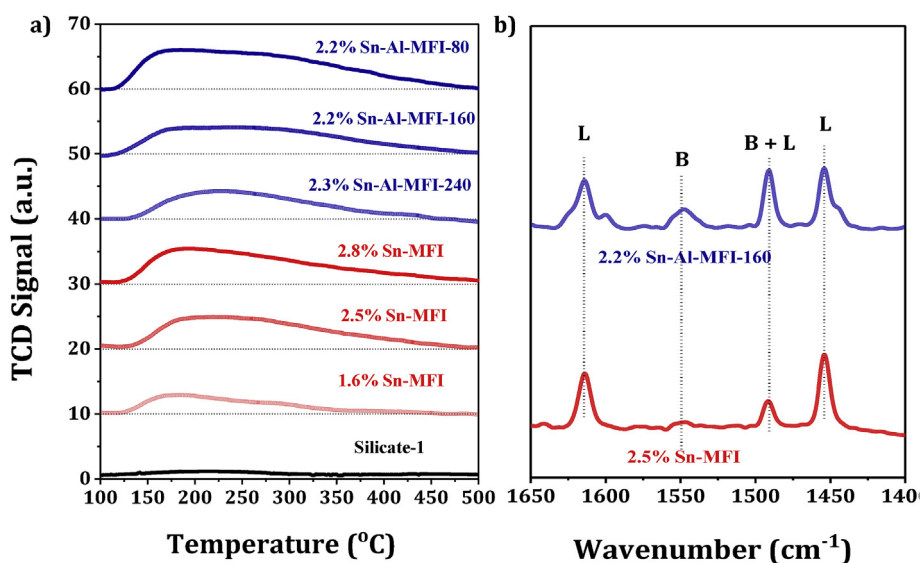 a)
TCD Signal (a.u.)
70
60
50
40
30
20
10
0
2.2% Sn-Al-MFI-80
2.2% Sn-Al-MFI-160
2.3% Sn-Al-MFI-240
2.8% Sn-MFI
2.5% Sn-MFI
1.6% Sn-MFI
Silicate-1
100 150 200 250 300 350 400 450 500
Temperature (°C)
b)
L
B
B + L
L
2.2% Sn-Al-MFI-160
2.5% Sn-MFI
1650 1600 1550 1500 1450 1400
Wavenumber (cm⁻¹)